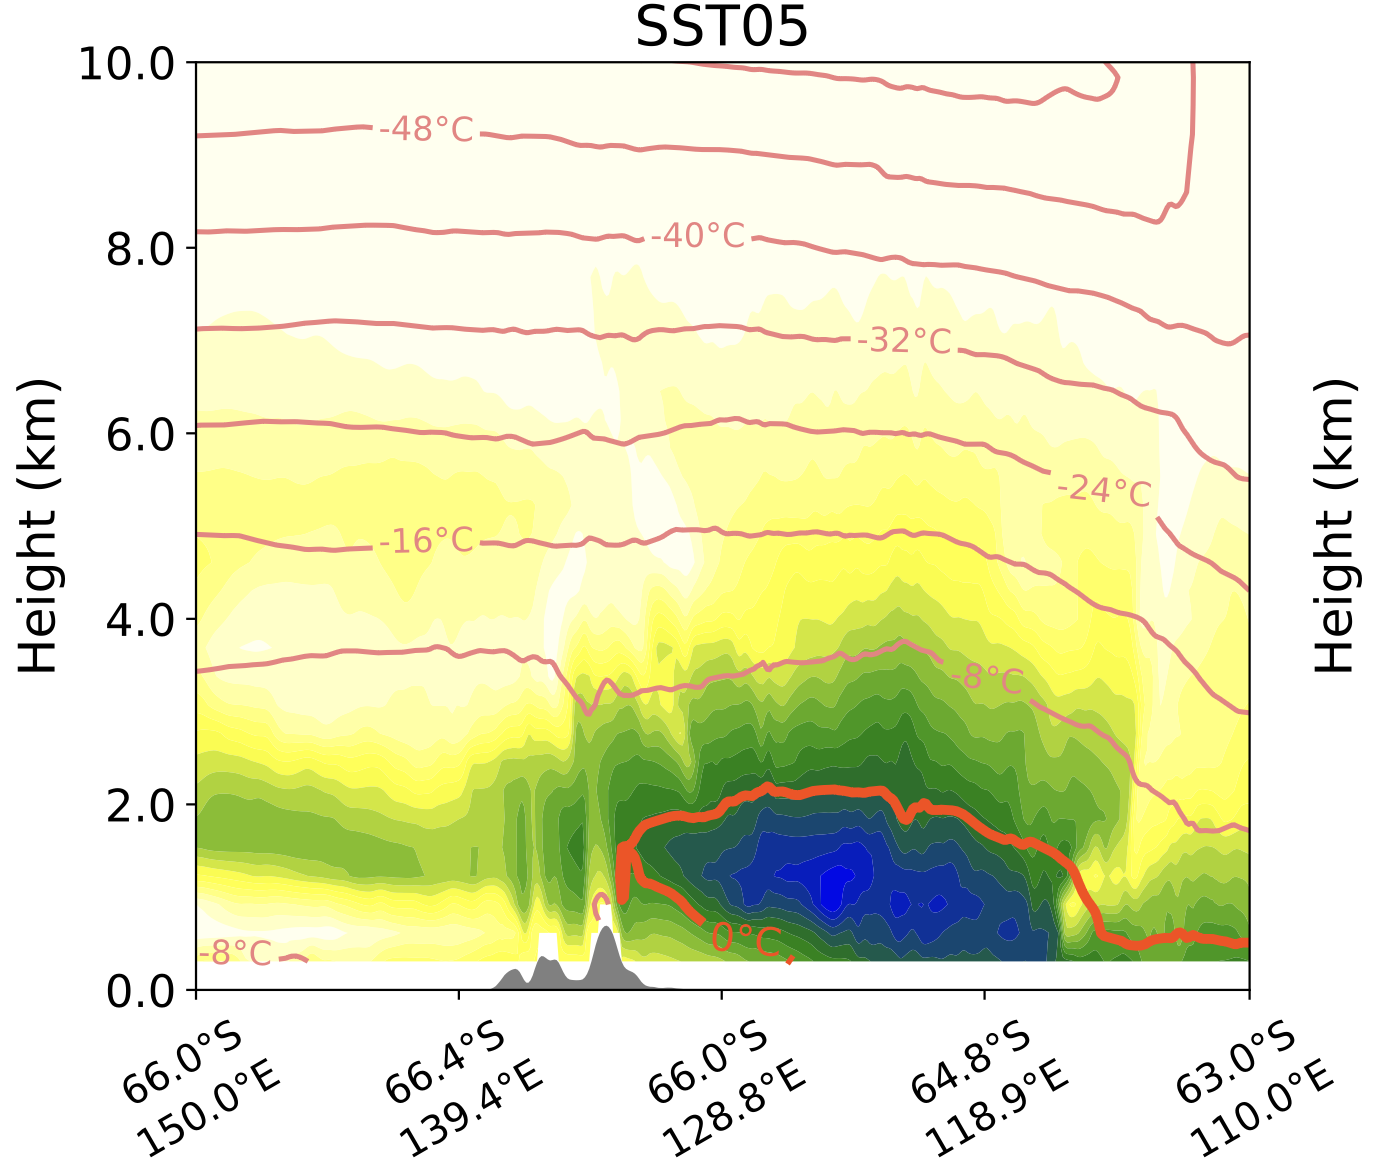 SST05
10.0
8.0
6.0
4.0
2.0
0.0
Height (km)
Height (km)
-48°C
-40°C
-32°C
-24°C
-16°C
-8°C
-8°C
0°C
66.0°S
150.0°E
66.4°S
139.4°E
66.0°S
128.8°E
64.8°S
118.9°E
63.0°S
110.0°E